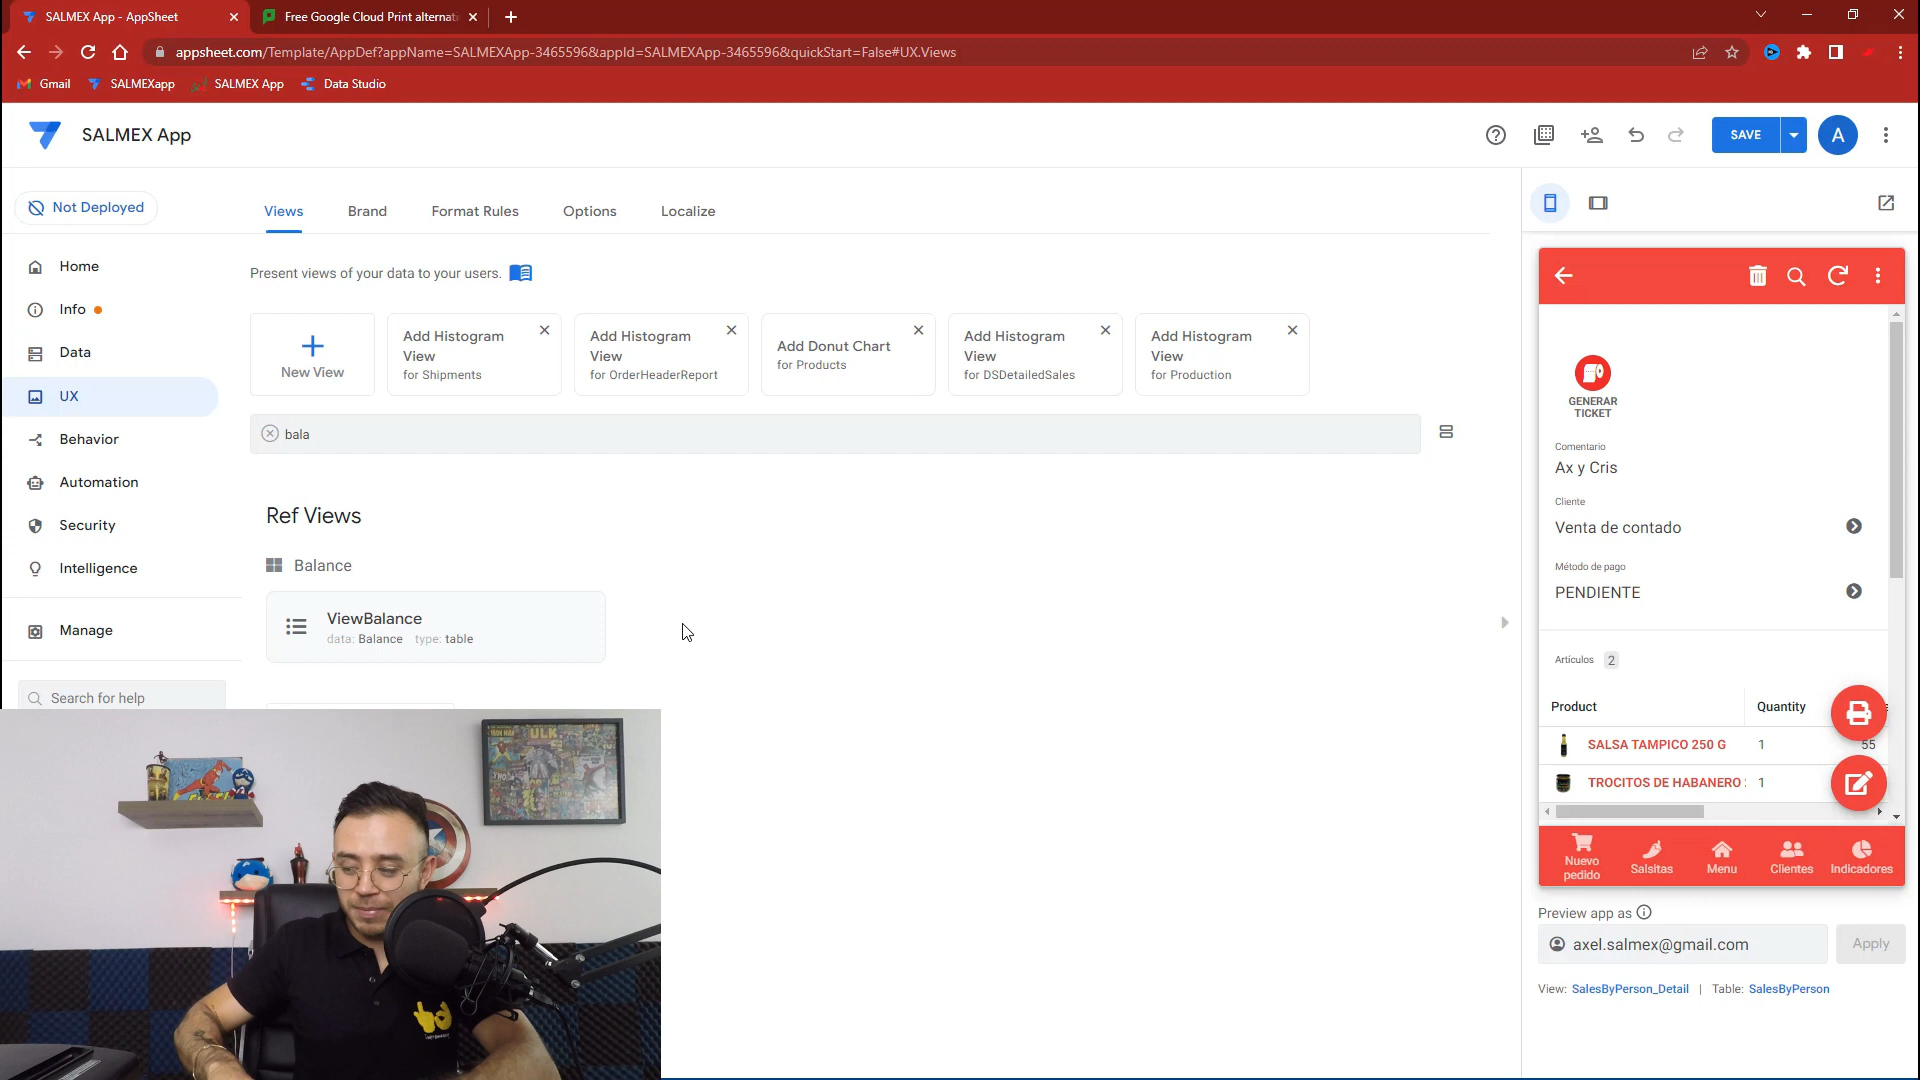 SALMEX App - AppSheet
Free Google Cloud Print alternati
appsheet.com/Template/AppDef?appName=SALMEXApp-3465596&appId=SALMEXApp-3465596&quickStart=False#UX.Views
Gmail
SALMEXapp
SALMEX App
Data Studio
SALMEX App
SAVE
A
Not Deployed
Views
Brand
Format Rules
Options
Localize
Home
Info
Data
UX
Behavior
Automation
Security
Intelligence
Manage
Search for help
Present views of your data to your users.
New View
Add Histogram
View
for Shipments
Add Histogram
View
for OrderHeaderReport
Add Donut Chart
for Products
Add Histogram
View
for DSDetailedSales
Add Histogram
View
for Production
bala
Ref Views
Balance
ViewBalance
data: Balance type: table
HULK
GENERAR
TICKET
Comentario
Ax y Cris
Cliente
Venta de contado
Método de pago
PENDIENTE
Artículos 2
Product Quantity
SALSA TAMPICO 250 G 1 55
TROCITOS DE HABANERO 1
Nuevo
pedido
Salsitas
Menu
Clientes
Indicadores
Preview app as
axel.salmex@gmail.com
Apply
View: SalesByPerson_Detail | Table: SalesByPerson